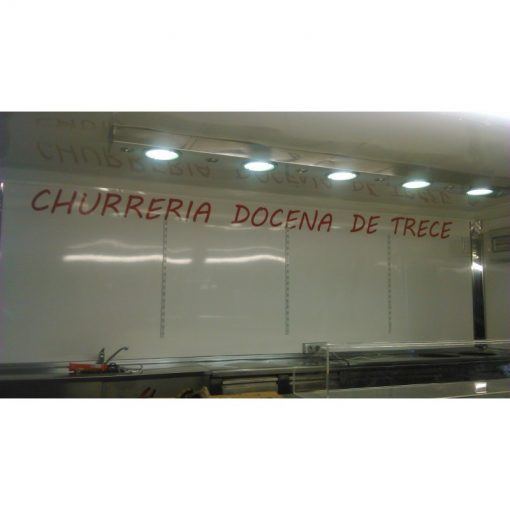 CHURRERIA DOCENA DE TRECE